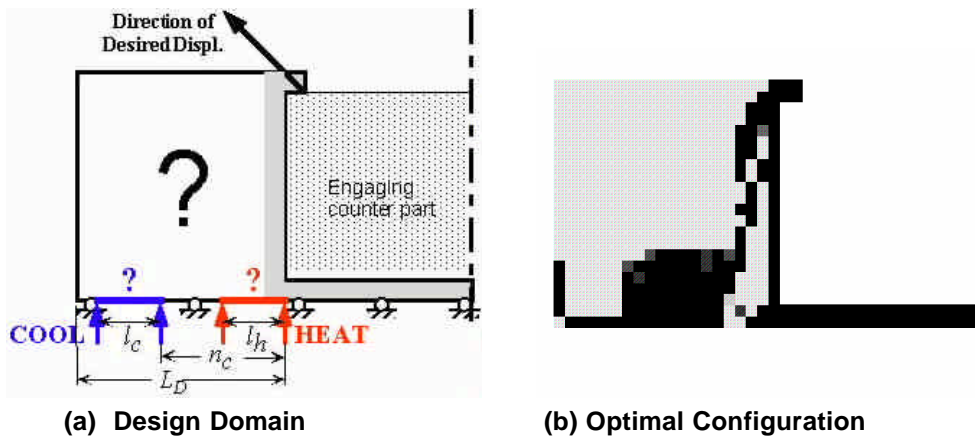 Direction of
Desired Displ.
?
Engaging
counter part
?
?
COOL
HEAT
l_c
l_h
n_c
L_D
(a) Design Domain
(b) Optimal Configuration